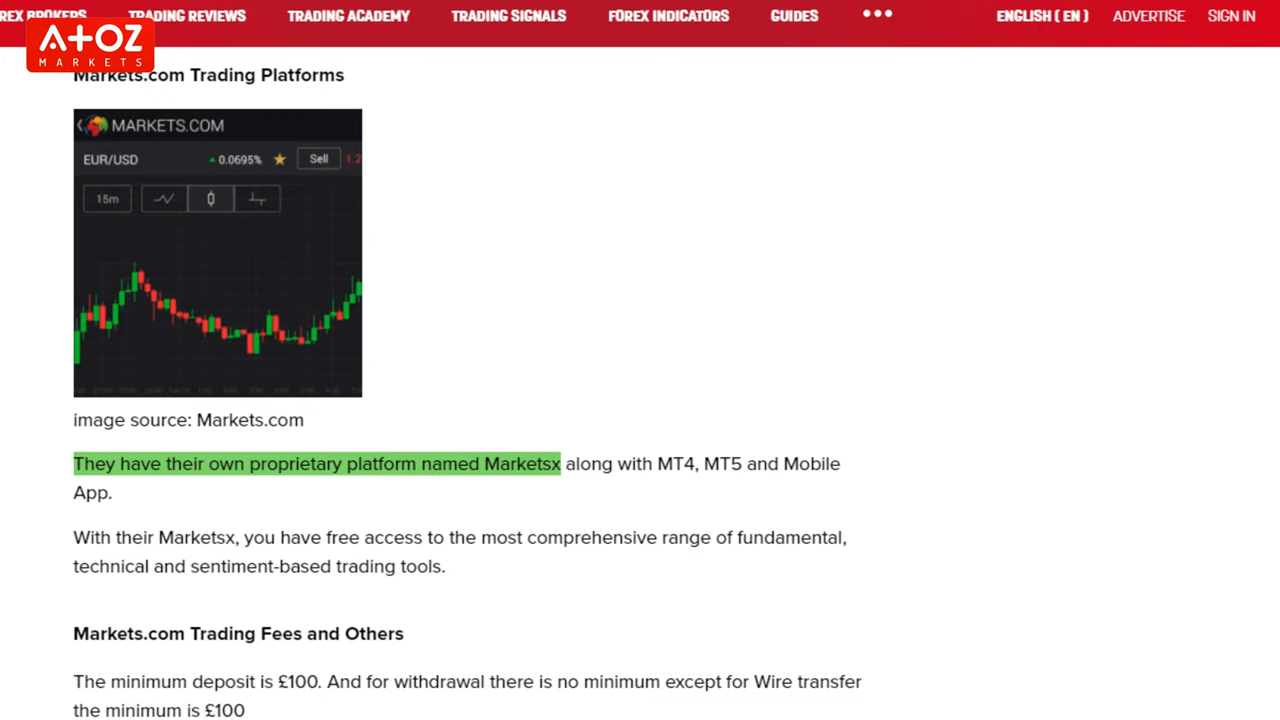 REX BROKERS TRADING REVIEWS TRADING ACADEMY TRADING SIGNALS FOREX INDICATORS GUIDES ••• ENGLISH ( EN ) ADVERTISE SIGN IN
A+OZ
MARKETS
Markets.com Trading Platforms
MARKETS.COM
EUR/USD 0.0695% Sell 1.2
15m
image source: Markets.com
They have their own proprietary platform named Marketsx along with MT4, MT5 and Mobile
App.
With their Marketsx, you have free access to the most comprehensive range of fundamental,
technical and sentiment-based trading tools.
Markets.com Trading Fees and Others
The minimum deposit is £100. And for withdrawal there is no minimum except for Wire transfer
the minimum is £100